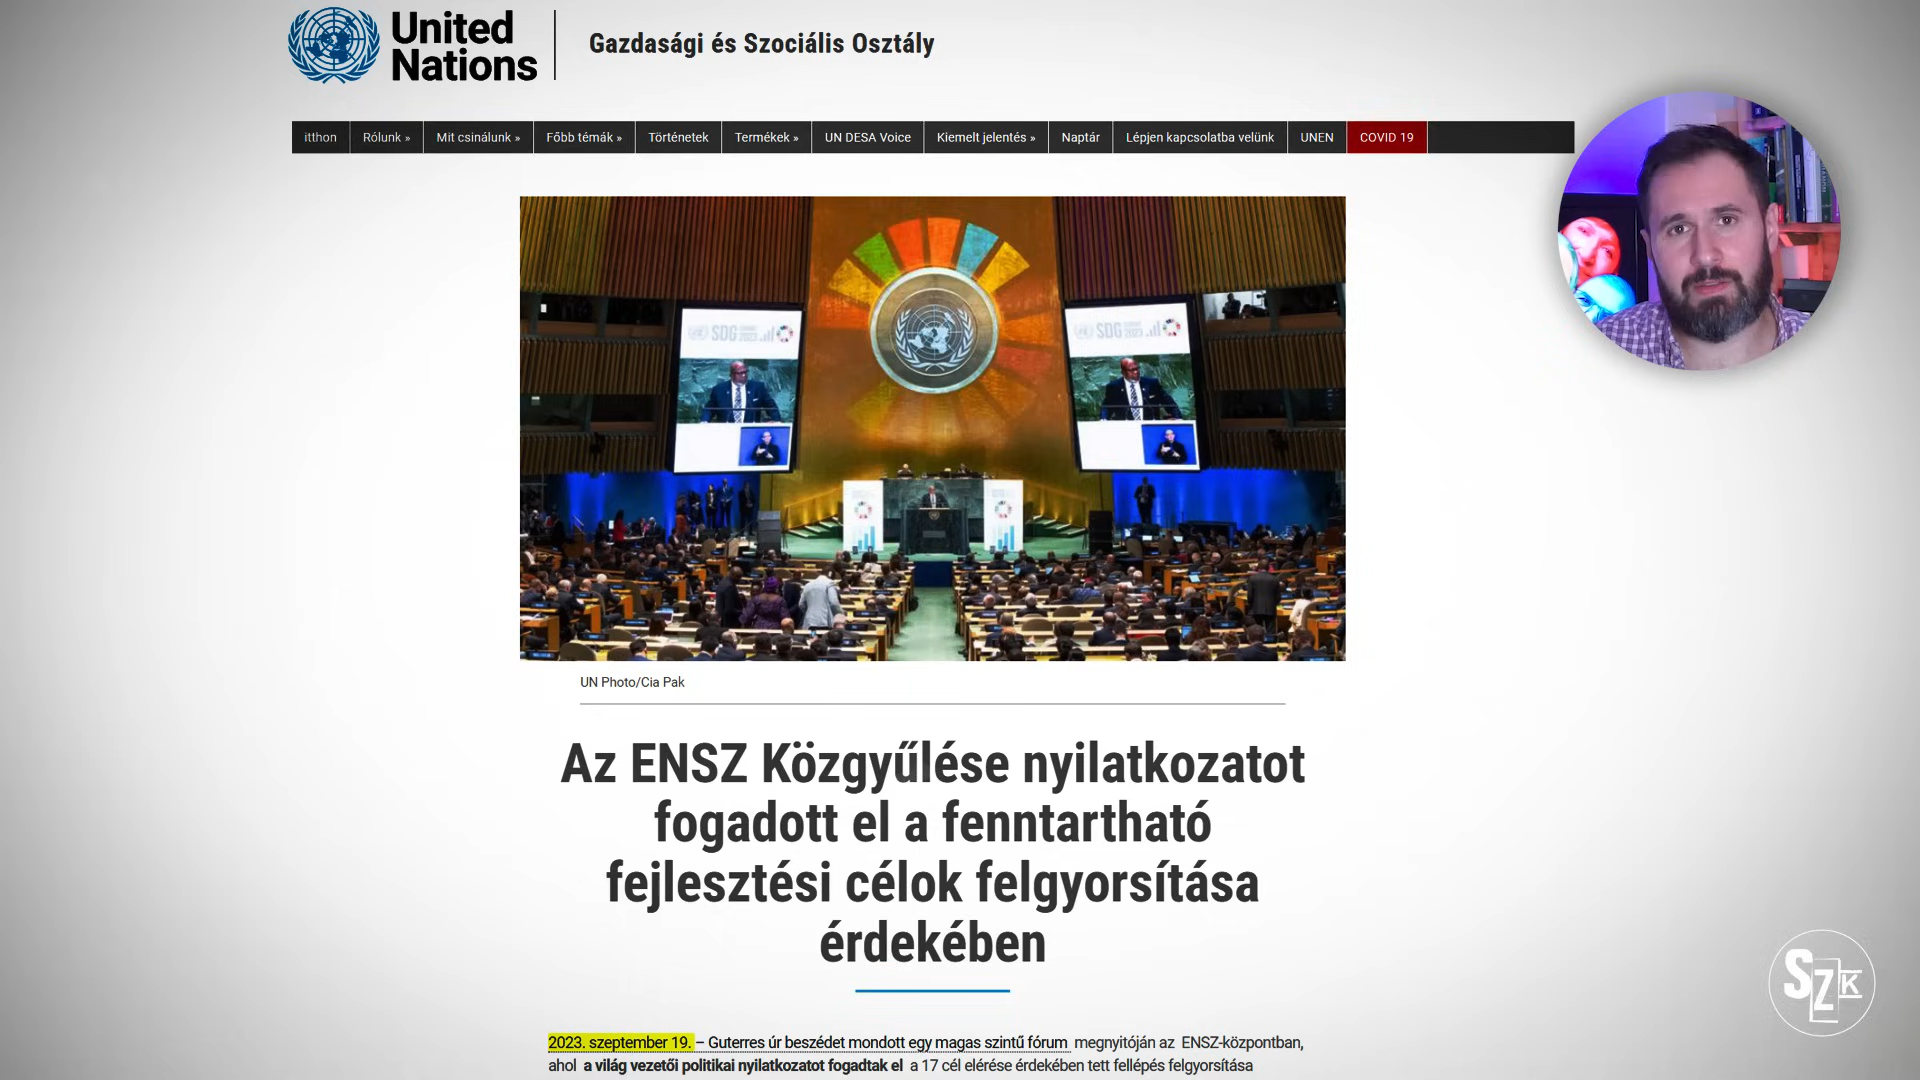 United
Nations
Gazdasági és Szociális Osztály
itthon Rólunk » Mit csinálunk » Főbb témák » Történetek Termékek » UN DESA Voice Kiemelt jelentés » Naptár Lépjen kapcsolatba velünk UNEN COVID 19
SDG
SDG
UN Photo/Cia Pak
Az ENSZ Közgyűlése nyilatkozatot
fogadott el a fenntartható
fejlesztési célok felgyorsítása
érdekében
2023. szeptember 19. – Guterres úr beszédet mondott egy magas szintű fórum megnyitóján az ENSZ-központban,
ahol a világ vezetői politikai nyilatkozatot fogadtak el a 17 cél elérése érdekében tett fellépés felgyorsítása
SZK